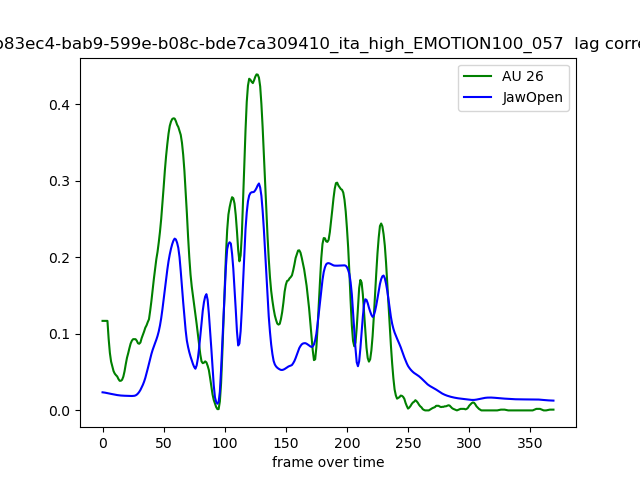 b83ec4-bab9-599e-b08c-bde7ca309410_ita_high_EMOTION100_057 lag corre
AU 26
JawOpen
0.4
0.3
0.2
0.1
0.0
0 50 100 150 200 250 300 350
frame over time